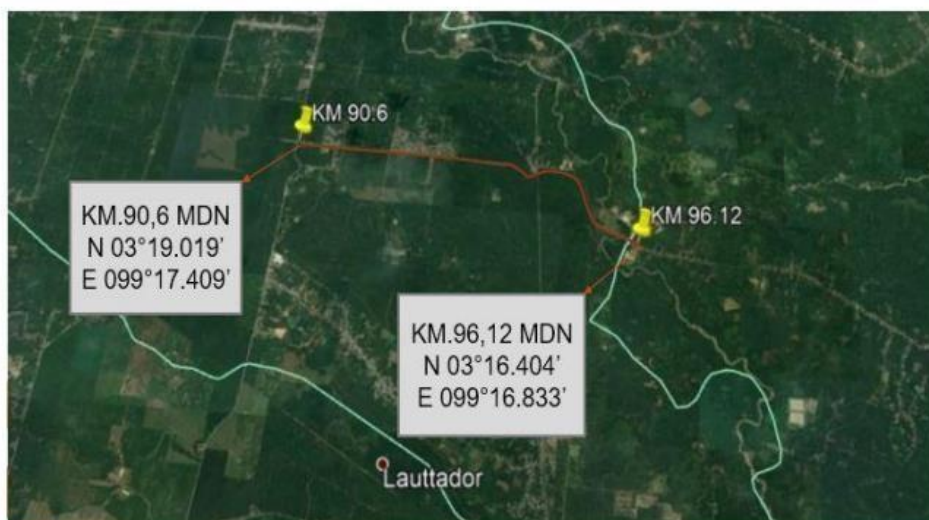 KM 90.6
KM.90,6 MDN
N 03°19.019’
E 099°17.409’
KM 96.12
KM.96,12 MDN
N 03°16.404’
E 099°16.833’
Lauttador